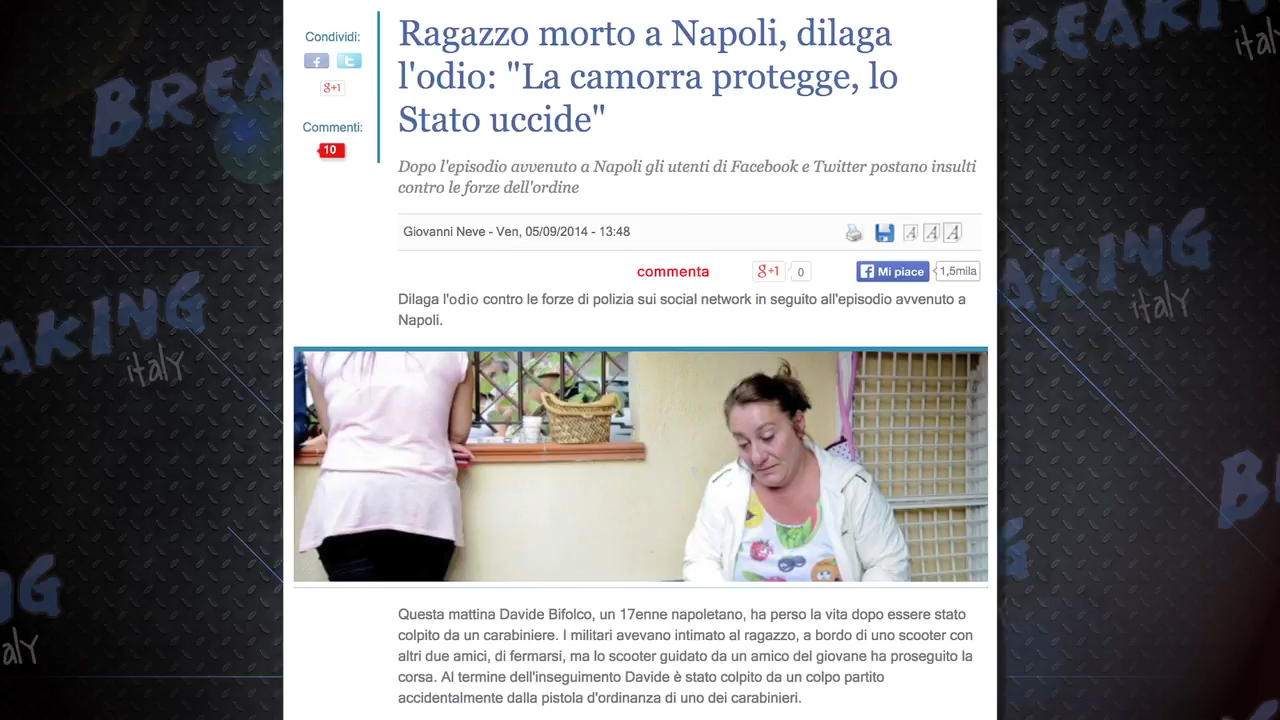 Condividi:
8+1
Commenti:
10
Ragazzo morto a Napoli, dilaga
l'odio: "La camorra protegge, lo
Stato uccide"
Dopo l'episodio avvenuto a Napoli gli utenti di Facebook e Twitter postano insulti
contro le forze dell'ordine
Giovanni Neve - Ven, 05/09/2014 - 13:48
A A A
commenta
8+1
0
Mi piace
1,5mila
Dilaga l'odio contro le forze di polizia sui social network in seguito all'episodio avvenuto a
Napoli.
Questa mattina Davide Bifolco, un 17enne napoletano, ha perso la vita dopo essere stato
colpito da un carabiniere. I militari avevano intimato al ragazzo, a bordo di uno scooter con
altri due amici, di fermarsi, ma lo scooter guidato da un amico del giovane ha proseguito la
corsa. Al termine dell'inseguimento Davide è stato colpito da un colpo partito
accidentalmente dalla pistola d'ordinanza di uno dei carabinieri.
BREAKING
italy